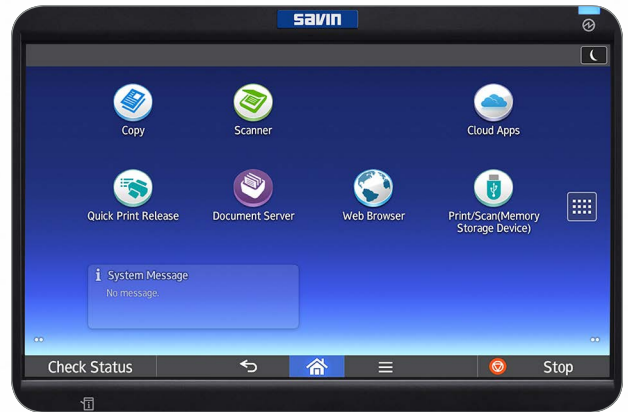 SAVIN
Copy
Scanner
Cloud Apps
Quick Print Release
Document Server
Web Browser
Print/Scan(Memory
Storage Device)
i System Message
No message.
Check Status
Stop